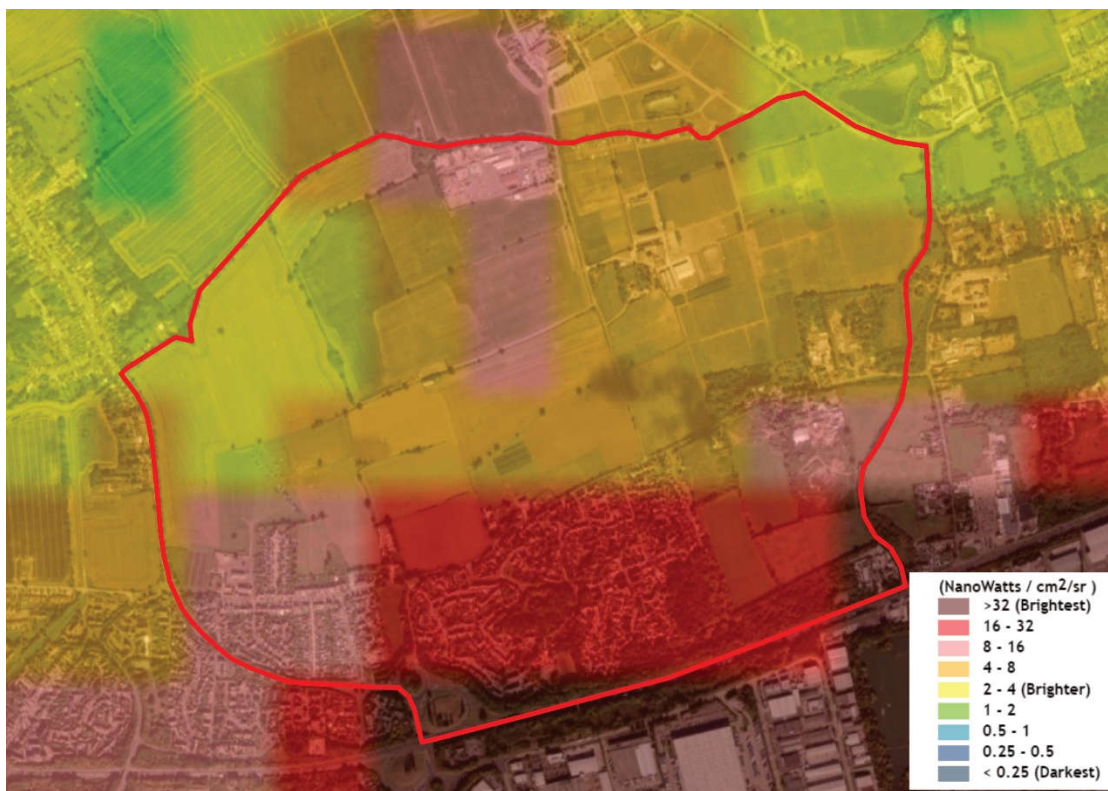 (NanoWatts / cm2/sr )
>32 (Brightest)
16 - 32
8 - 16
4 - 8
2 - 4 (Brighter)
1 - 2
0.5 - 1
0.25 - 0.5
< 0.25 (Darkest)